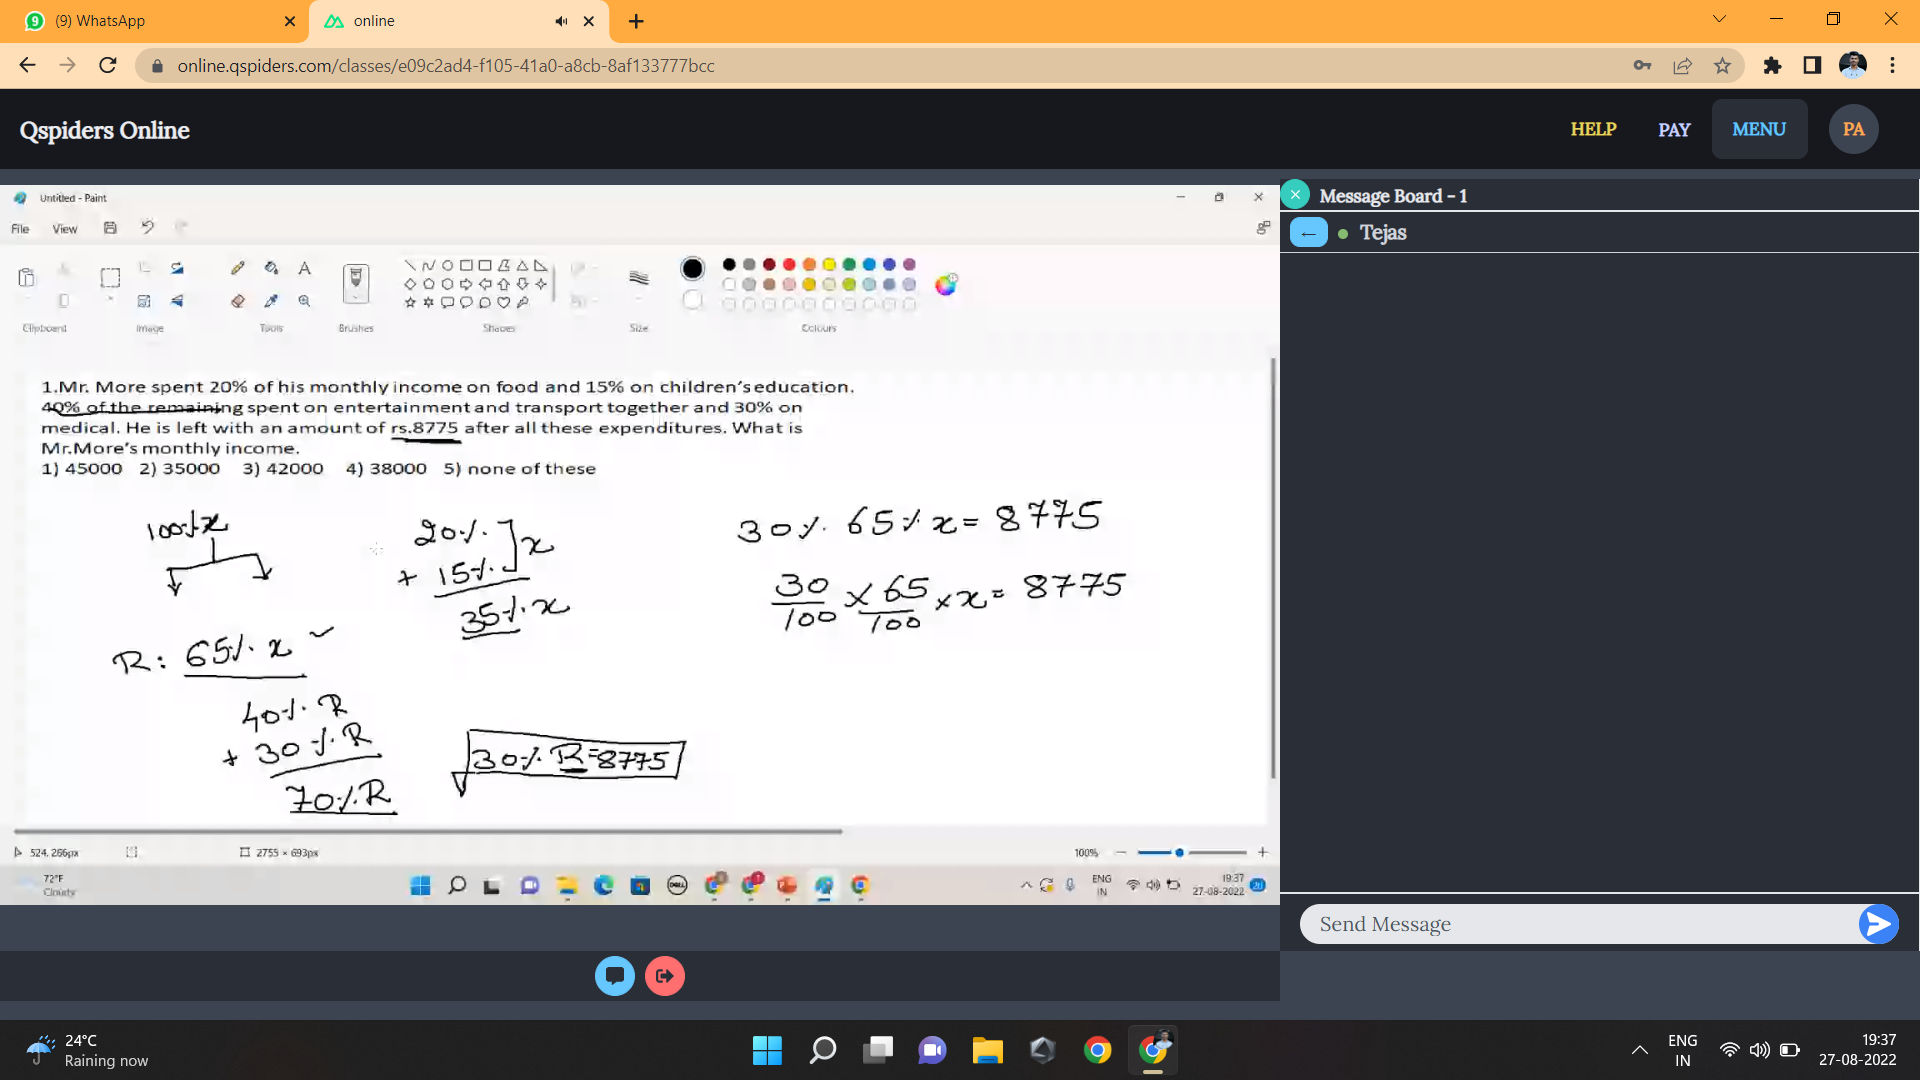 (9) WhatsApp
online
online.qspiders.com/classes/e09c2ad4-f105-41a0-a8cb-8af133777bcc
Qspiders Online
HELP PAY MENU PA
Untitled - Paint
File View
Clipboard Image Tools Brushes Shapes Size Colours
1.Mr. More spent 20% of his monthly income on food and 15% on children's education.
40% of the remaining spent on entertainment and transport together and 30% on
medical. He is left with an amount of rs.8775 after all these expenditures. What is
Mr.More's monthly income.
1) 45000 2) 35000 3) 42000 4) 38000 5) none of these
100% x
20%
+ 15% ] x
35% x
R: 65% x
40% R
+ 30% R
70% R
30% R = 8775
30% 65% x = 8775
30/100 × 65/100 × x = 8775
524, 266px
2755 × 693px
100%
72°F
Cloudy
DELL
ENG
IN
19:37
27-08-2022
Message Board - 1
← Tejas
Send Message
24°C
Raining now
ENG
IN
19:37
27-08-2022